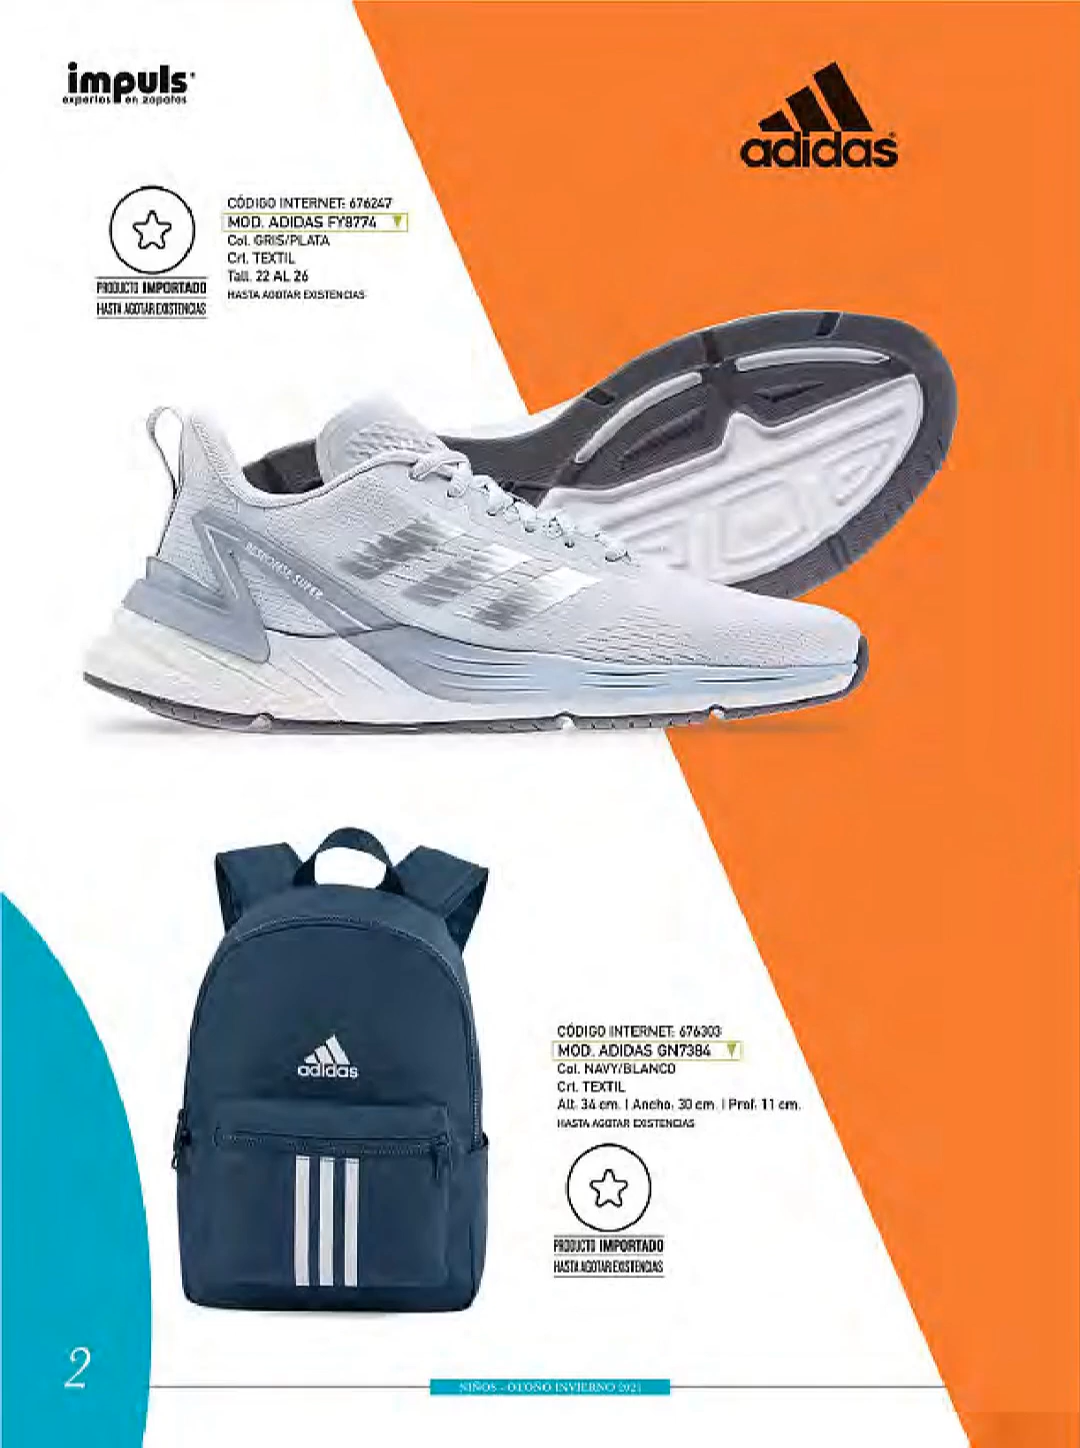 impuls
expertos en zapatos
adidas
CÓDIGO INTERNET: 676247
MOD. ADIDAS FY8774
Col. GRIS/PLATA
Crt. TEXTIL
Tall. 22 AL 26
HASTA AGOTAR EXISTENCIAS
PRODUCTO IMPORTADO
HASTA AGOTAR EXISTENCIAS
RESPONSE SUPER
adidas
CÓDIGO INTERNET: 676303
MOD. ADIDAS GN7384
Col. NAVY/BLANCO
Crt. TEXTIL
Alt. 34 cm. | Ancho. 30 cm. | Prof. 11 cm.
HASTA AGOTAR EXISTENCIAS
PRODUCTO IMPORTADO
HASTA AGOTAR EXISTENCIAS
2
NIÑOS - OTOÑO INVIERNO 2021